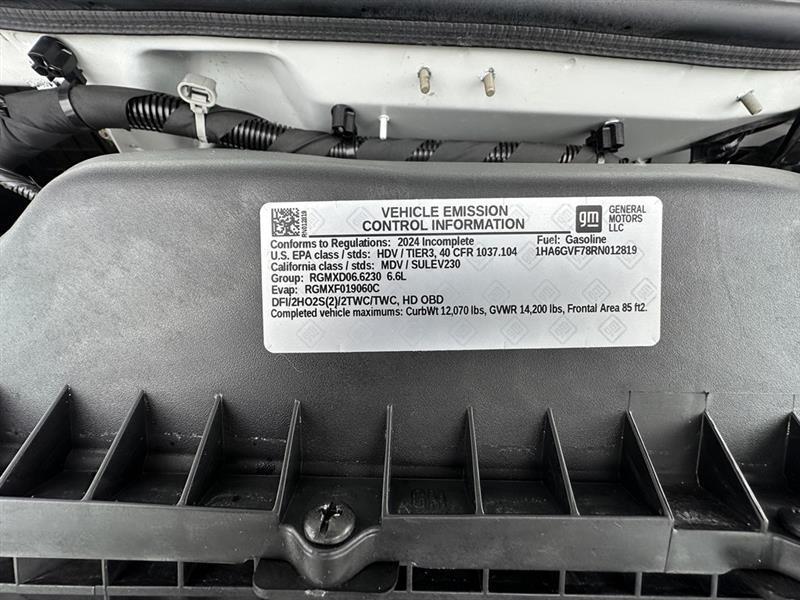 VEHICLE EMISSION
CONTROL INFORMATION
gm
GENERAL
MOTORS
LLC
RN012819
Conforms to Regulations: 2024 Incomplete Fuel: Gasoline
U.S. EPA class / stds: HDV / TIER3, 40 CFR 1037.104 1HA6GVF78RN012819
California class / stds: MDV / SULEV230
Group: RGMXD06.6230 6.6L
Evap: RGMXF019060C
DFI/2HO2S(2)/2TWC/TWC, HD OBD
Completed vehicle maximums: CurbWt 12,070 lbs, GVWR 14,200 lbs, Frontal Area 85 ft2.
GM